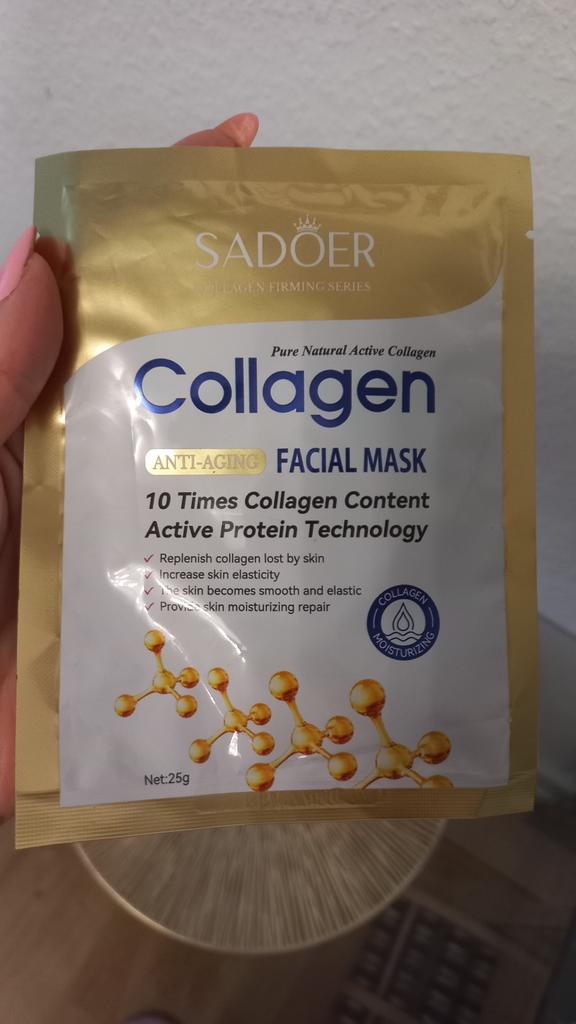 SADOER
COLLAGEN FIRMING SERIES
Pure Natural Active Collagen
Collagen
ANTI-AGING FACIAL MASK
10 Times Collagen Content
Active Protein Technology
✓ Replenish collagen lost by skin
✓ Increase skin elasticity
✓ The skin becomes smooth and elastic
✓ Provide skin moisturizing repair
COLLAGEN
MOISTURIZING
Net:25g